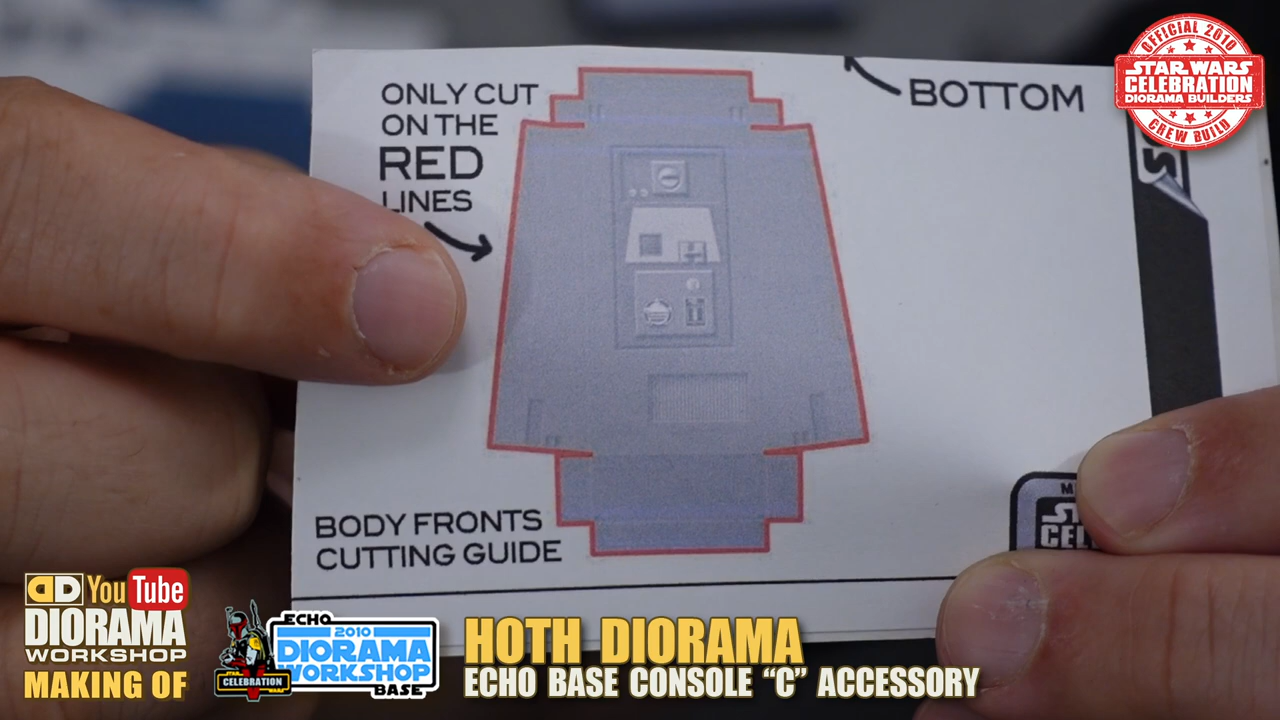 ONLY CUT
ON THE
RED
LINES
BOTTOM
BODY FRONTS
CUTTING GUIDE
OFFICIAL 2010
STAR WARS
CELEBRATION
DIORAMA BUILDERS
CREW BUILD
DD YouTube
DIORAMA
WORKSHOP
MAKING OF
CELEBRATION
ECHO
2010
DIORAMA
WORKSHOP
BASE
HOTH DIORAMA
ECHO BASE CONSOLE “C” ACCESSORY